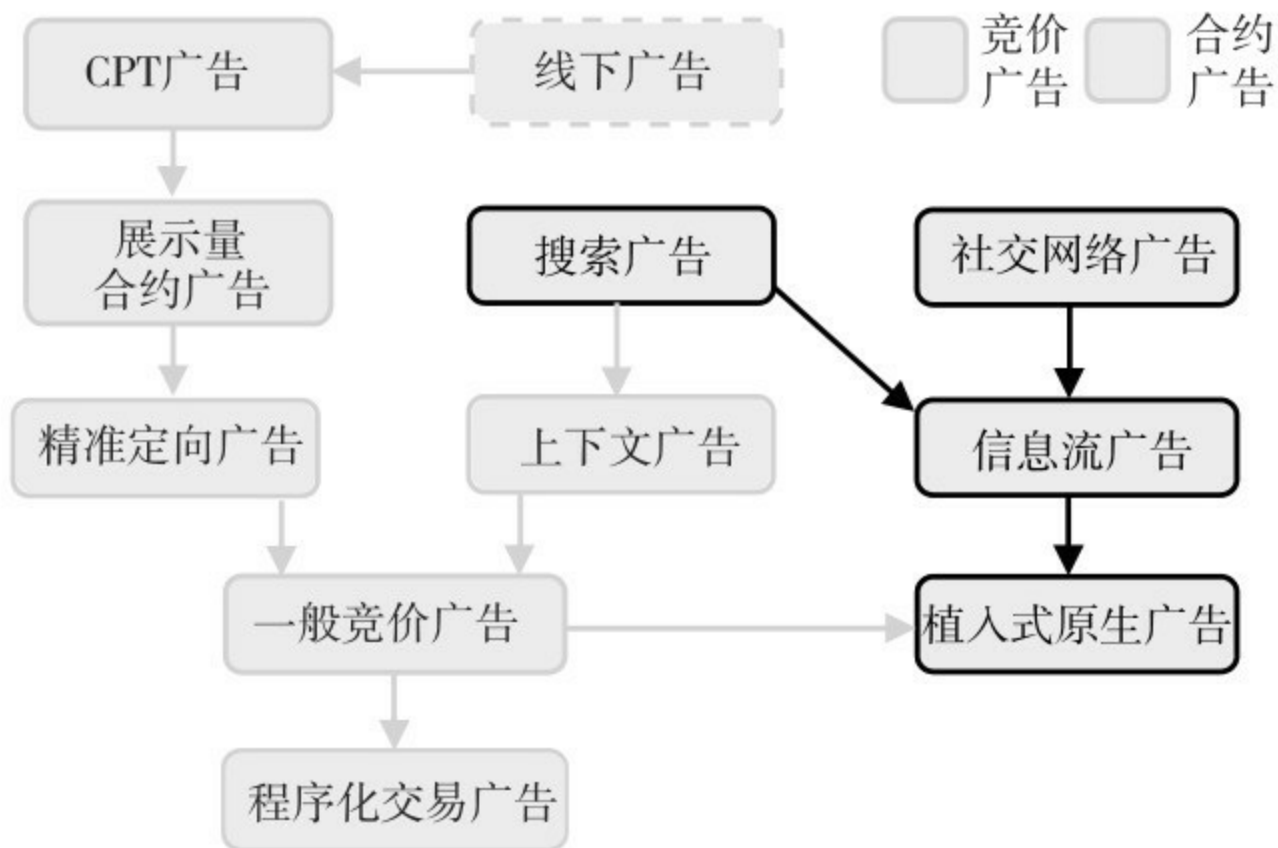 CPT广告
线下广告
竞价
广告
合约
广告
展示量
合约广告
搜索广告
社交网络广告
精准定向广告
上下文广告
信息流广告
一般竞价广告
植入式原生广告
程序化交易广告